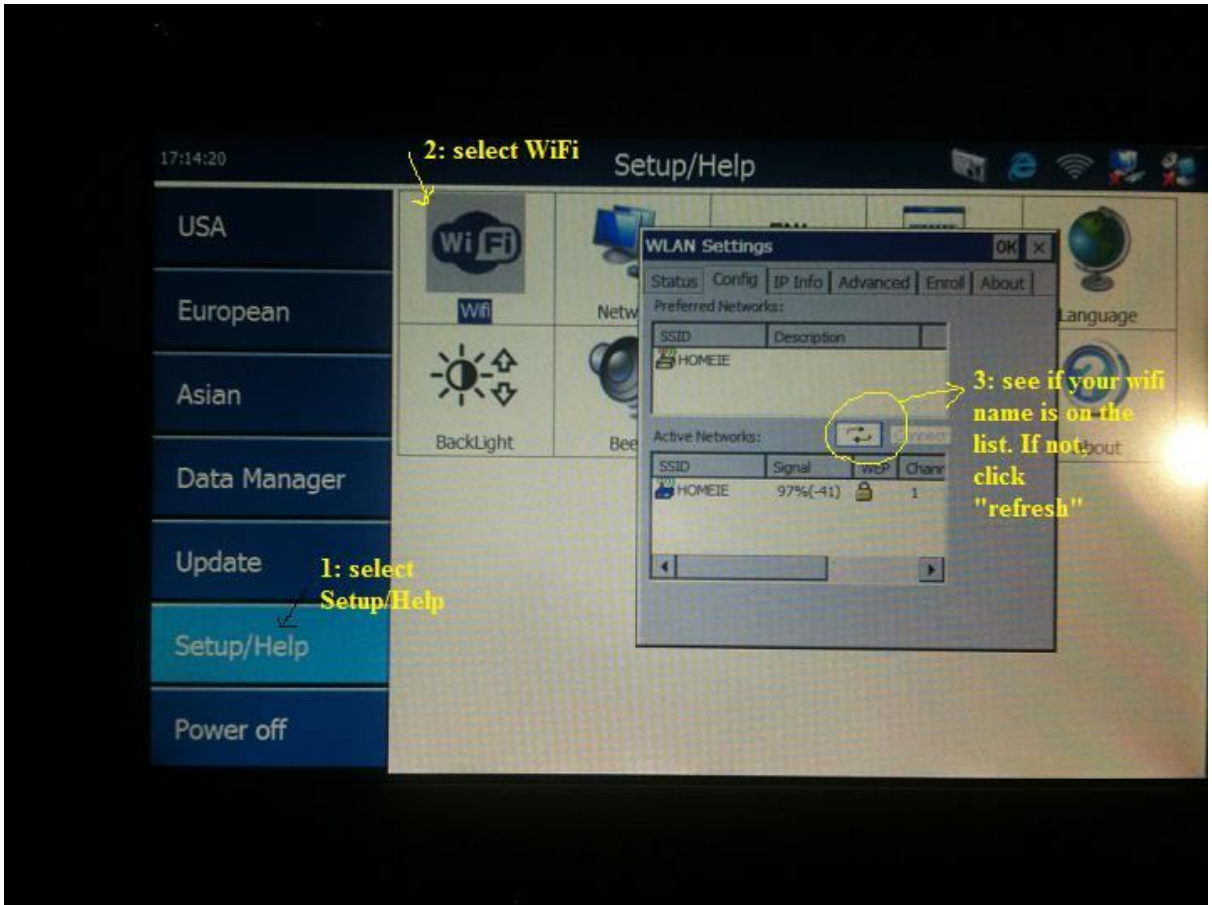 17:14:20
2: select WiFi
Setup/Help
USA
European
Asian
Data Manager
Update
Setup/Help
Power off
1: select
Setup/Help
WiFi
Wifi
Netw
Language
BackLight
Bee
bout
WLAN Settings
OK
Status Config IP Info Advanced Enroll About
Preferred Networks:
SSID Description
HOMEIE
Active Networks:
SSID Signal WEP Chann
HOMEIE 97%(-41) 1
3: see if your wifi
name is on the
list. If not,
click
"refresh"